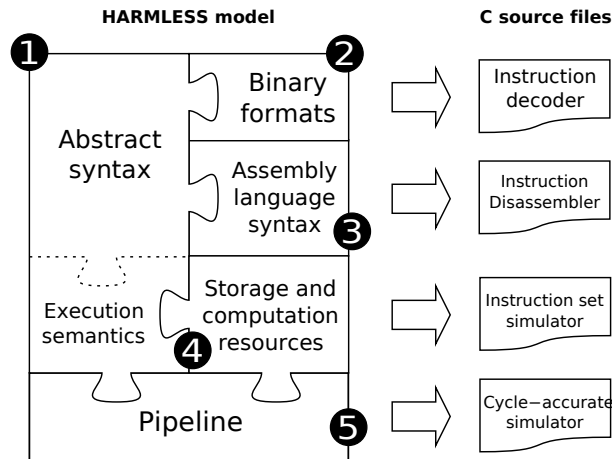 HARMLESS model
C source files
1
2
Binary
formats
Instruction
decoder
Abstract
syntax
Assembly
language
syntax
3
Instruction
Disassembler
Execution
semantics
4
Storage and
computation
resources
Instruction set
simulator
Pipeline
5
Cycle−accurate
simulator